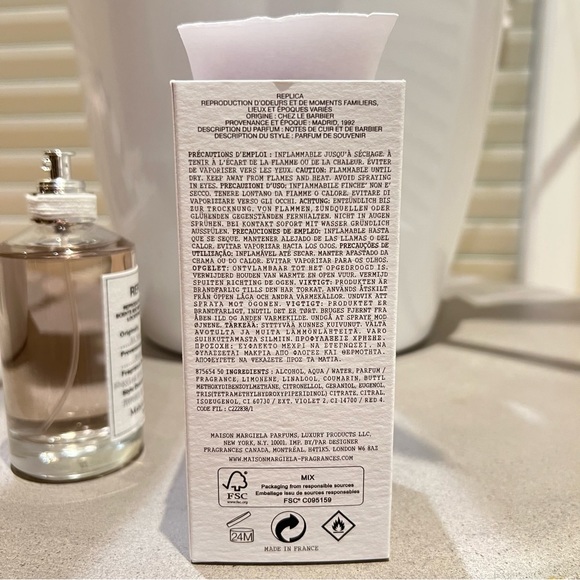 REPLICA
REPRODUCTION D'ODEURS ET DE MOMENTS FAMILIERS,
LIEUX ET ÉPOQUES VARIÉS
ORIGINE : CHEZ LE BARBIER
PROVENANCE ET ÉPOQUE : MADRID, 1992
DESCRIPTION DU PARFUM : NOTES DE CUIR ET DE BARBIER
DESCRIPTION DU STYLE : PARFUM DE SOUVENIR
PRÉCAUTIONS D'EMPLOI : INFLAMMABLE JUSQU'À SÉCHAGE. À
TENIR À L'ÉCART DE LA FLAMME OU DE LA CHALEUR. ÉVITER
DE VAPORISER VERS LES YEUX. CAUTION: FLAMMABLE UNTIL
DRY. KEEP AWAY FROM FLAMES AND HEAT. AVOID SPRAYING
IN EYES. PRECAUZIONI D'USO: INFIAMMABILE FINCHE' NON E'
SECCO. TENERE LONTANO DA FIAMME O CALORE. EVITARE DI
VAPORIZZARE VERSO GLI OCCHI. ACHTUNG: ENTZÜNDLICH BIS
ZUR TROCKNUNG. VON FLAMMEN, ZÜNDQUELLEN ODER
GLÜHENDEN GEGENSTÄNDEN FERNHALTEN. NICHT IN AUGEN
SPRÜHEN. BEI KONTAKT SOFORT MIT WASSER GRÜNDLICH
AUSSPÜLEN. PRECAUCIONES DE EMPLEO: INFLAMABLE HASTA
QUE SE SEQUE. MANTENER ALEJADO DE LAS LLAMAS O DEL
CALOR. EVITAR VAPORIZAR HACIA LOS OJOS. PRECAUÇÕES DE
UTILIZAÇÃO: INFLAMÁVEL ATÉ SECAR. MANTER AFASTADO DA
CHAMA OU DO CALOR. EVITAR VAPORIZAR PARA OS OLHOS.
OPGELET: ONTVLAMBAAR TOT HET OPGEDROOGD IS.
VERWIJDERD HOUDEN VAN WARMTE EN OPEN VUUR. VERMIJD
SPUITEN RICHTING DE OGEN. VIKTIGT: PRODUKTEN ÄR
BRANDFARLIG TILLS DEN HAR TORKAT. ANVÄNDS ÅTSKILT
FRÅN ÖPPEN LÅGA OCH ANDRA VÄRMEKÄLLOR. UNDVIK ATT
SPRAYA MOT ÖGONEN. VIGTIGT: PRODUKTET ER
BRANDFARLIGT, INDTIL DET ER TØRT. BRUGES FJERNT FRA
ÅBEN ILD OG ANDEN VARMEKILDE. UNDGÅ AT SPRAY MOD
ØJNENE. TÄRKEÄÄ: SYTTYVÄÄ KUNNES KUIVUNUT. VÄLTÄ
AVOTULTA JA MUITA LÄMMÖNLÄHTEITÄ. VARO
SUIHKUTTAMASTA SILMIIN. ΠΡΟΦΥΛΑΞΕΙΣ ΧΡΗΣΗΣ.
ΠΡΟΣΟΧΗ: ΕΥΦΛΕΚΤΟ ΜΕΧΡΙ ΝΑ ΣΤΕΓΝΩΣΕΙ. ΝΑ
ΦΥΛΑΣΣΕΤΑΙ ΜΑΚΡΙΑ ΑΠΟ ΦΛΟΓΕΣ ΚΑΙ ΘΕΡΜΟΤΗΤΑ.
ΑΠΟΦΕΥΓΕΤΕ ΝΑ ΨΕΚΑΖΕΤΕ ΠΡΟΣ ΤΑ ΜΑΤΙΑ.
875654 50 INGREDIENTS : ALCOHOL, AQUA / WATER, PARFUM /
FRAGRANCE, LIMONENE, LINALOOL, COUMARIN, BUTYL
METHOXYDIBENZOYLMETHANE, CITRONELLOL, GERANIOL, EUGENOL,
TRIS(TETRAMETHYLHYDROXYPIPERIDINOL) CITRATE, CITRAL,
ISOEUGENOL, CI 60730 / EXT. VIOLET 2, CI 14700 / RED 4.
CODE FIL : C222838/1
MAISON MARGIELA PARFUMS, LUXURY PRODUCTS LLC.
NEW YORK, N.Y. 10001. IMP. BY/PAR DESIGNER
FRAGRANCES CANADA, MONTRÉAL. H4T1K5. LONDON W6 8AZ
WWW.MAISONMARGIELA-FRAGRANCES.COM
FSC
www.fsc.org
MIX
Packaging from responsible sources
Emballage issu de sources responsables
FSC® C095159
24M
MADE IN FRANCE